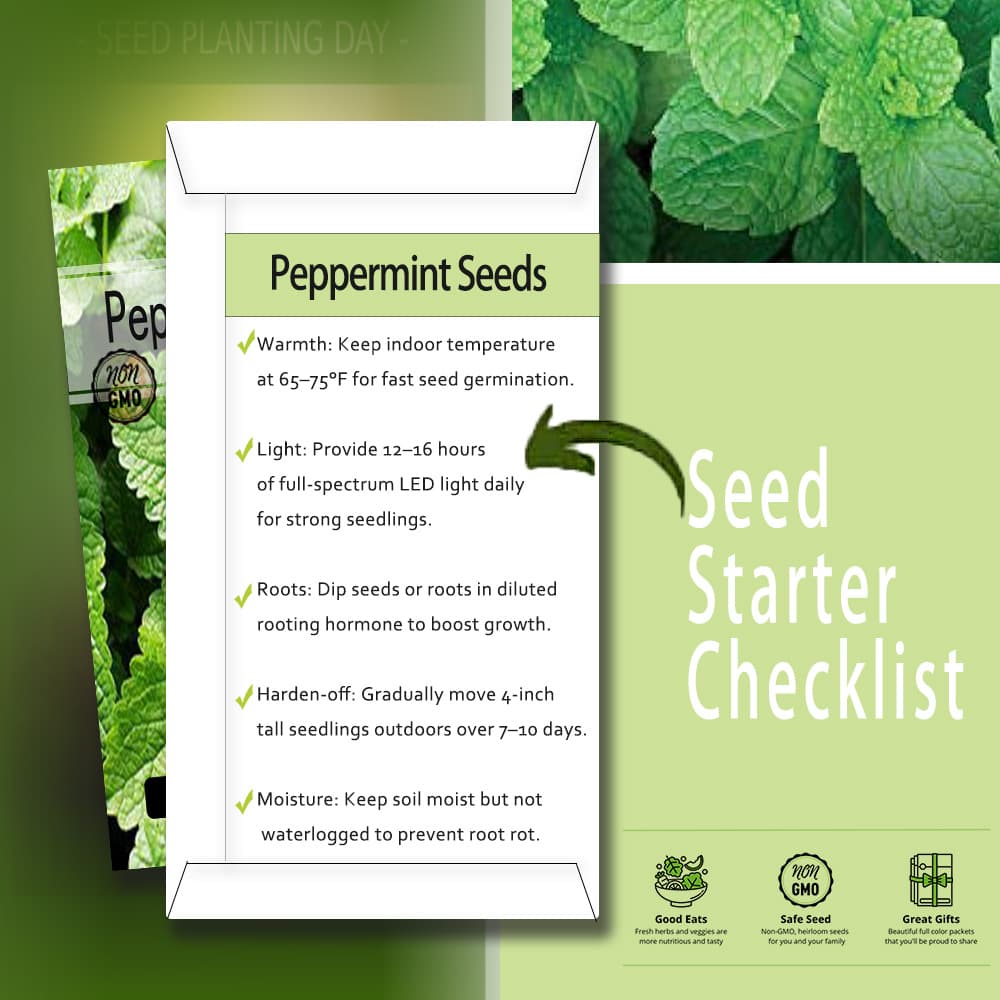 - SEED PLANTING DAY -
Pep
non
GMO
Peppermint Seeds
Warmth: Keep indoor temperature
at 65–75°F for fast seed germination.
Light: Provide 12–16 hours
of full-spectrum LED light daily
for strong seedlings.
Roots: Dip seeds or roots in diluted
rooting hormone to boost growth.
Harden-off: Gradually move 4-inch
tall seedlings outdoors over 7–10 days.
Moisture: Keep soil moist but not
waterlogged to prevent root rot.
Seed
Starter
Checklist
Good Eats
Fresh herbs and veggies are
more nutritious and tasty
non
GMO
Safe Seed
Non-GMO, heirloom seeds
for you and your family
Great Gifts
Beautiful full color packets
that you'll be proud to share